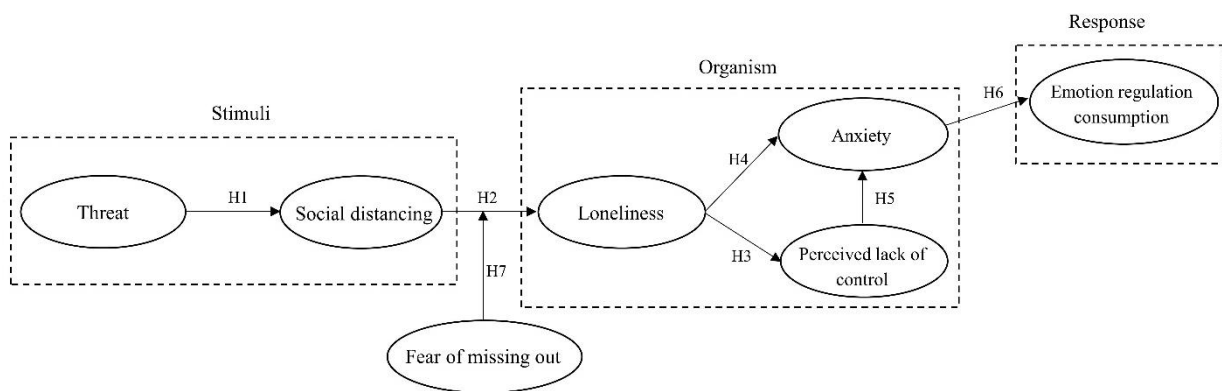 Response
Organism
Stimuli
H6
Emotion regulation
consumption
Anxiety
H4
H1
H2
H5
Threat
Social distancing
Loneliness
H3
Perceived lack of
control
H7
Fear of missing out